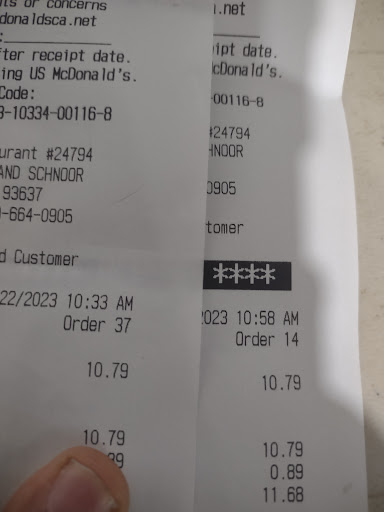 its or concerns
donaldsca.net
:
fter receipt date.
ing US McDonald's.
Code:
3-10334-00116-8
urant #24794
AND SCHNOOR
93637
-664-0905
d Customer
22/2023 10:33 AM
Order 37
10.79
10.79
89
.net
ipt date.
cDonald's.
-00116-8
#24794
HNOOR
0905
tomer
****
2023 10:58 AM
Order 14
10.79
10.79
0.89
11.68